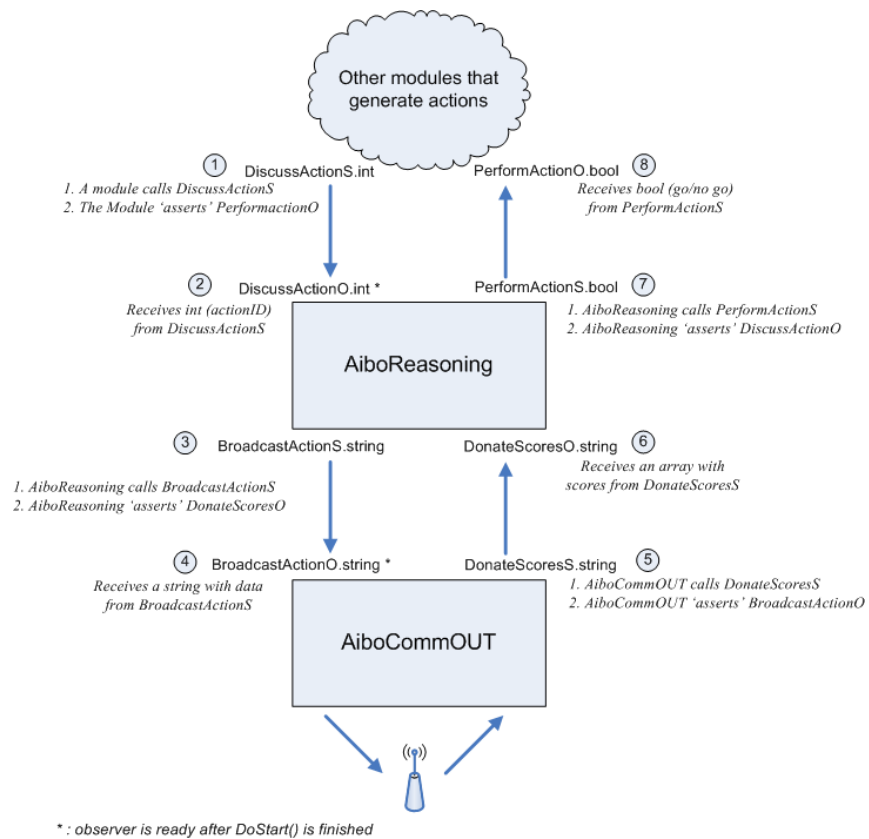 Other modules that
generate actions
1
DiscussActionS.int
1. A module calls DiscussActionS
2. The Module ‘asserts’ PerformactionO
PerformActionO.bool
8
Receives bool (go/no go)
from PerformActionS
2
DiscussActionO.int *
Receives int (actionID)
from DiscussActionS
PerformActionS.bool
7
1. AiboReasoning calls PerformActionS
2. AiboReasoning ‘asserts’ DiscussActionO
AiboReasoning
3
BroadcastActionS.string
1. AiboReasoning calls BroadcastActionS
2. AiboReasoning ‘asserts’ DonateScoresO
DonateScoresO.string
6
Receives an array with
scores from DonateScoresS
4
BroadcastActionO.string *
Receives a string with data
from BroadcastActionS
DonateScoresS.string
5
1. AiboCommOUT calls DonateScoresS
2. AiboCommOUT ‘asserts’ BroadcastActionO
AiboCommOUT
* : observer is ready after DoStart() is finished